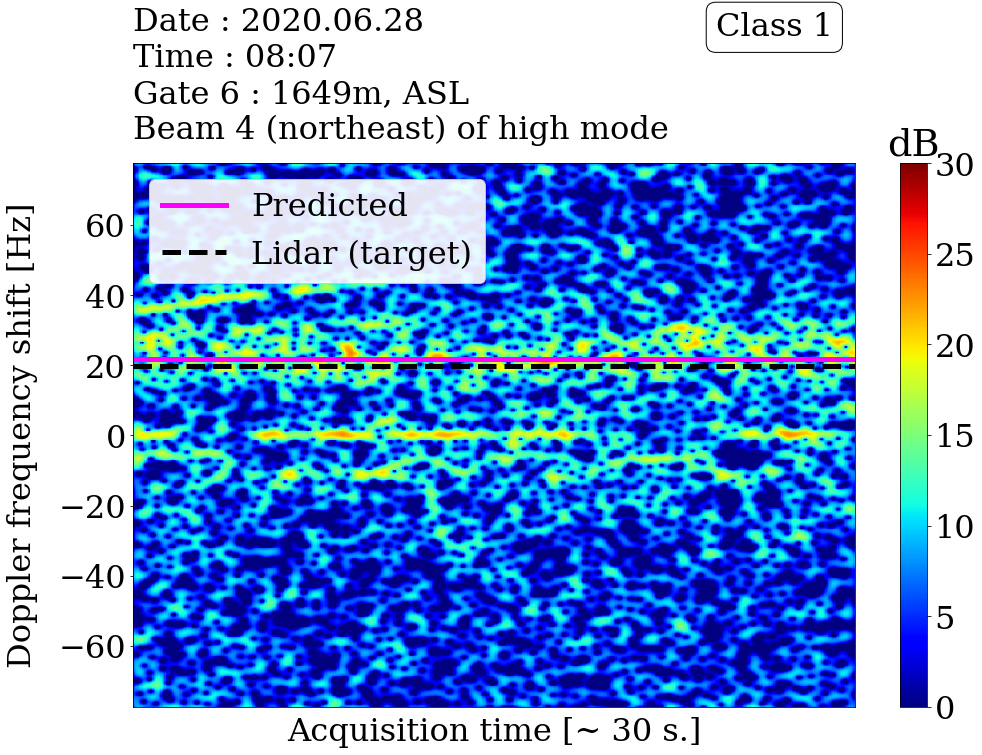 Date : 2020.06.28
Time : 08:07
Gate 6 : 1649m, ASL
Beam 4 (northeast) of high mode
Class 1
dB
Predicted
Lidar (target)
Doppler frequency shift [Hz]
60
40
20
0
−20
−40
−60
30
25
20
15
10
5
0
Acquisition time [~ 30 s.]